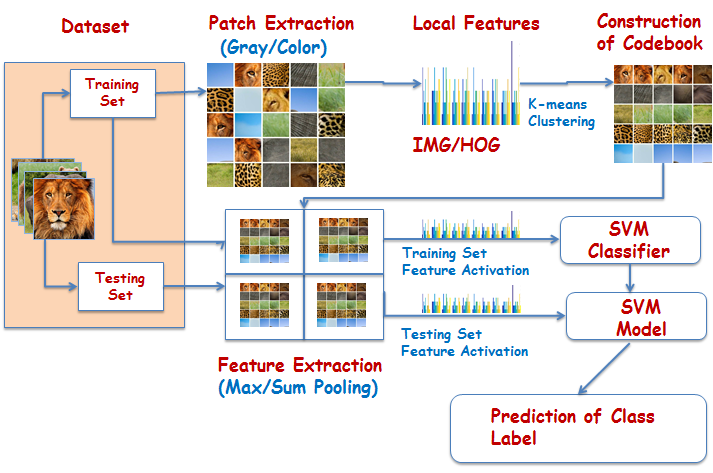 Dataset
Patch Extraction
(Gray/Color)
Local Features
Construction
of Codebook
Training
Set
K-means
Clustering
IMG/HOG
Testing
Set
Training Set
Feature Activation
SVM
Classifier
Testing Set
Feature Activation
SVM
Model
Feature Extraction
(Max/Sum Pooling)
Prediction of Class
Label